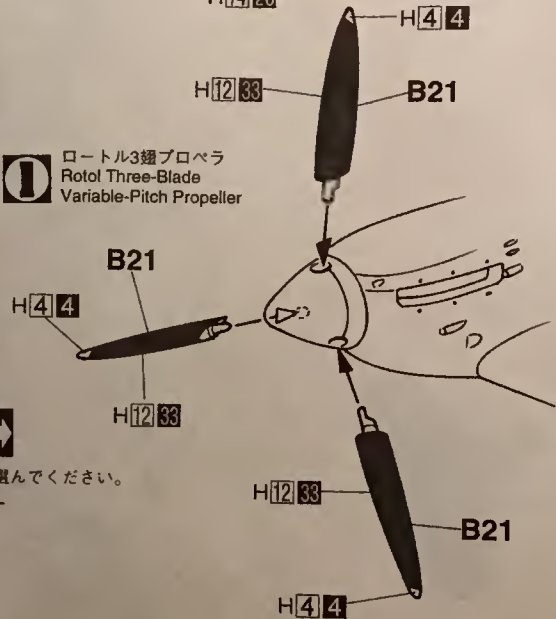 H 4 4
H 12 33
B21
ロートル3翅プロペラ
Rotol Three-Blade
Variable-Pitch Propeller
B21
H 4 4
H 12 33
んでください。
H 12 33
B21
H 4 4